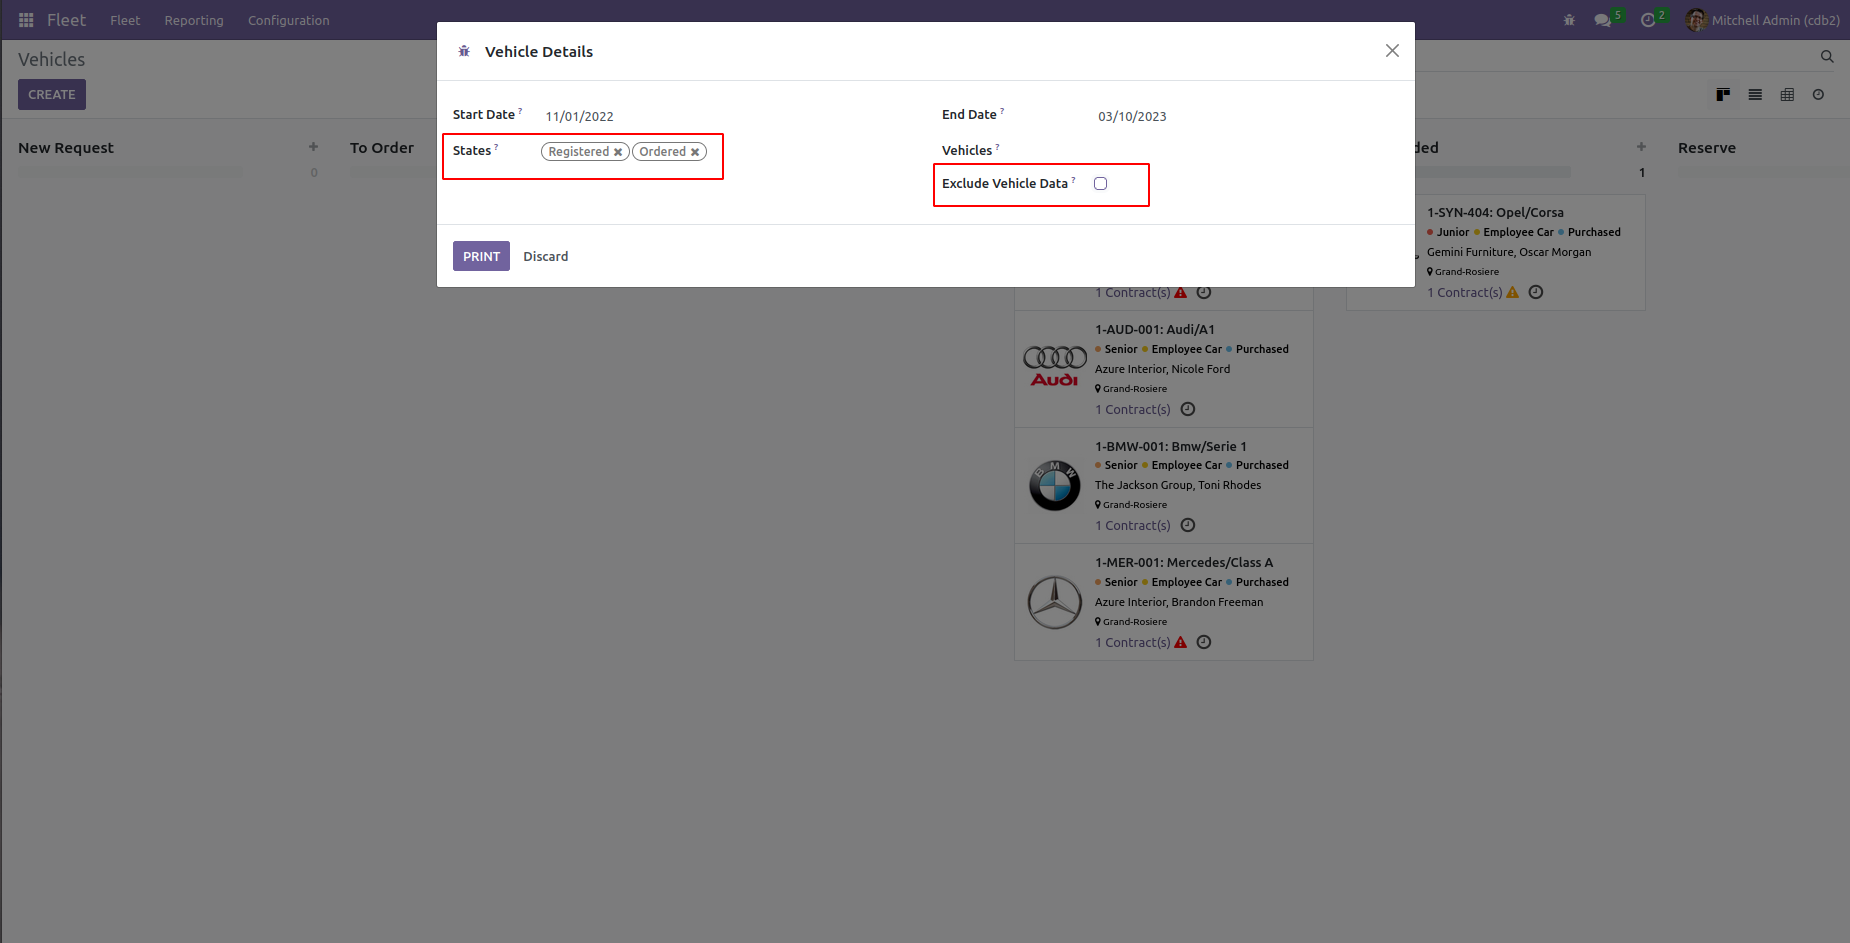 Fleet Fleet Reporting Configuration 5 2 Mitchell Admin (cdb2)
Vehicles
CREATE
Vehicle Details
Start Date ? 11/01/2022
End Date ? 03/10/2023
States ? Registered Ordered
Vehicles ?
Exclude Vehicle Data ?
PRINT Discard
New Request
0
To Order
ded
1
Reserve
1 Contract(s)
1-AUD-001: Audi/A1
Senior Employee Car Purchased
Azure Interior, Nicole Ford
Grand-Rosiere
1 Contract(s)
Audi
1-BMW-001: Bmw/Serie 1
Senior Employee Car Purchased
The Jackson Group, Toni Rhodes
Grand-Rosiere
1 Contract(s)
BMW
1-MER-001: Mercedes/Class A
Senior Employee Car Purchased
Azure Interior, Brandon Freeman
Grand-Rosiere
1 Contract(s)
1-SYN-404: Opel/Corsa
Junior Employee Car Purchased
Gemini Furniture, Oscar Morgan
Grand-Rosiere
1 Contract(s)